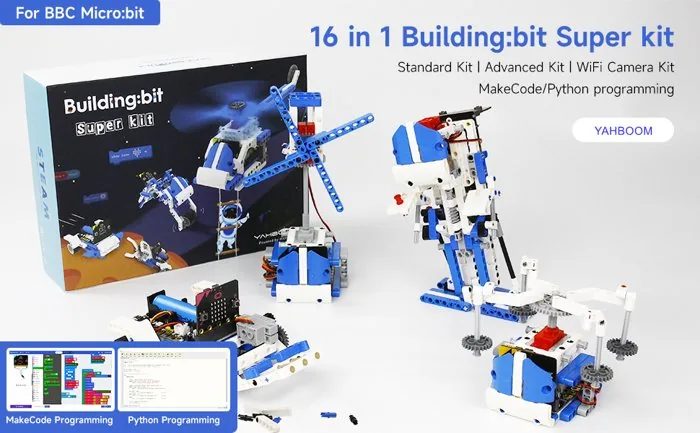 For BBC Micro:bit
16 in 1 Building:bit Super kit
Standard Kit | Advanced Kit | WiFi Camera Kit
MakeCode/Python programming
YAHBOOM
Building:bit
Super kit
STEAM
YAHBOOM
MakeCode Programming
Python Programming